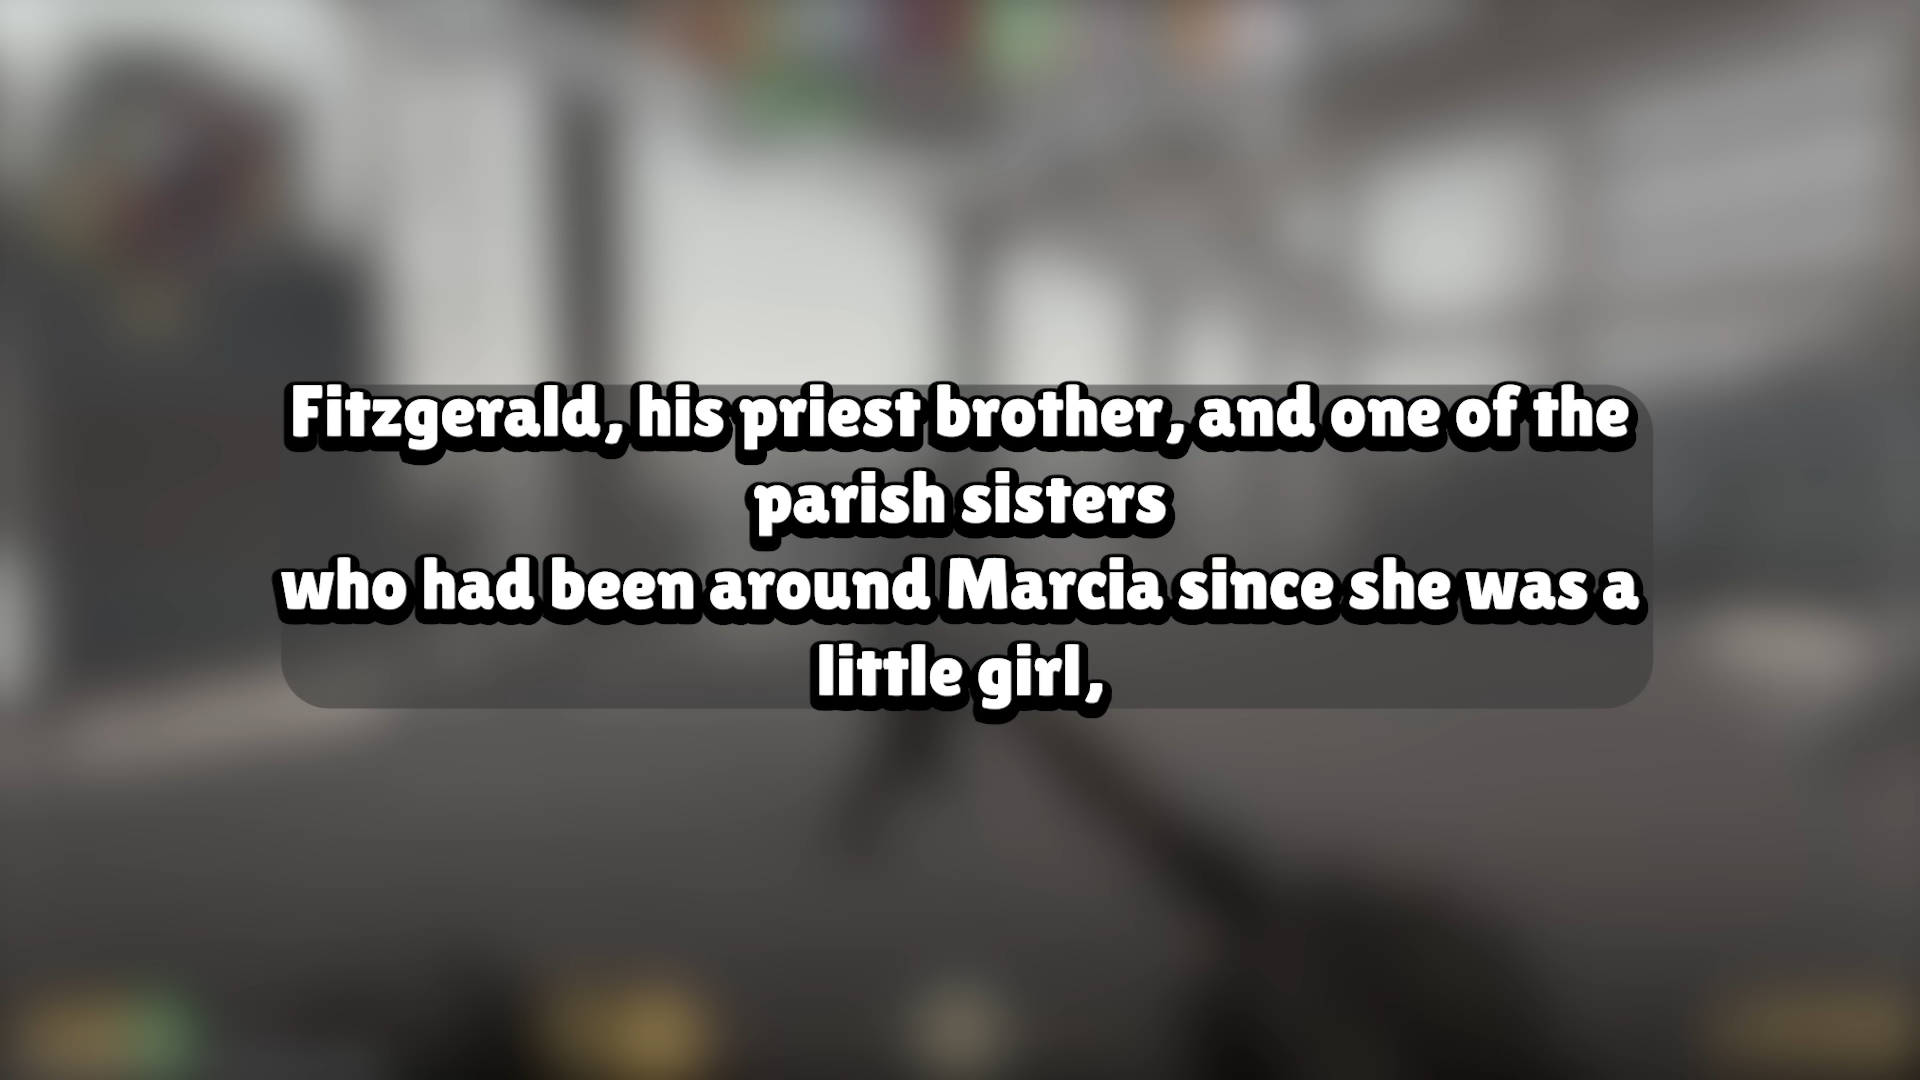 Fitzgerald, his priest brother, and one of the
parish sisters
who had been around Marcia since she was a
little girl,